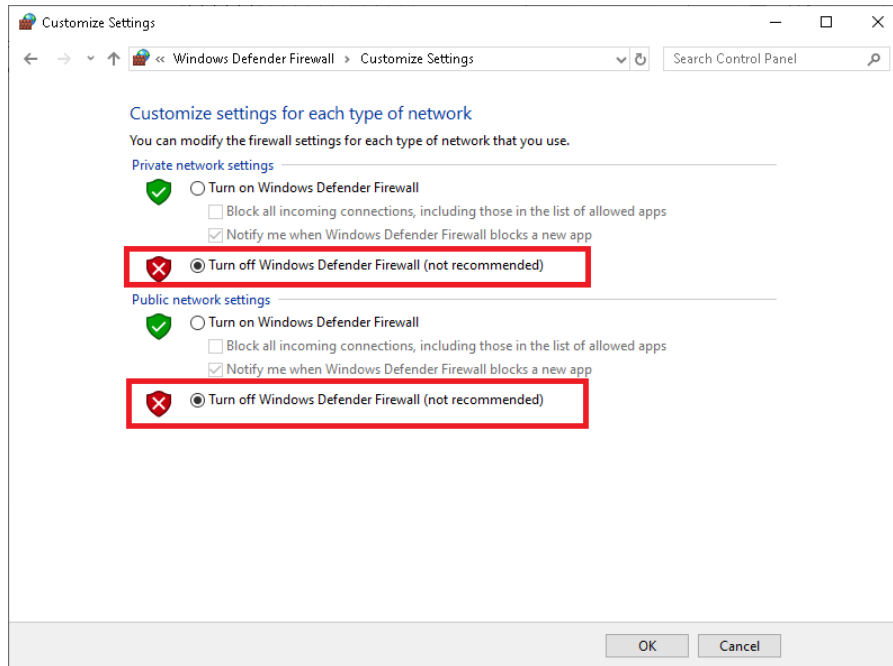 Customize Settings
« Windows Defender Firewall › Customize Settings
Search Control Panel
Customize settings for each type of network
You can modify the firewall settings for each type of network that you use.
Private network settings
Turn on Windows Defender Firewall
Block all incoming connections, including those in the list of allowed apps
Notify me when Windows Defender Firewall blocks a new app
Turn off Windows Defender Firewall (not recommended)
Public network settings
Turn on Windows Defender Firewall
Block all incoming connections, including those in the list of allowed apps
Notify me when Windows Defender Firewall blocks a new app
Turn off Windows Defender Firewall (not recommended)
OK
Cancel